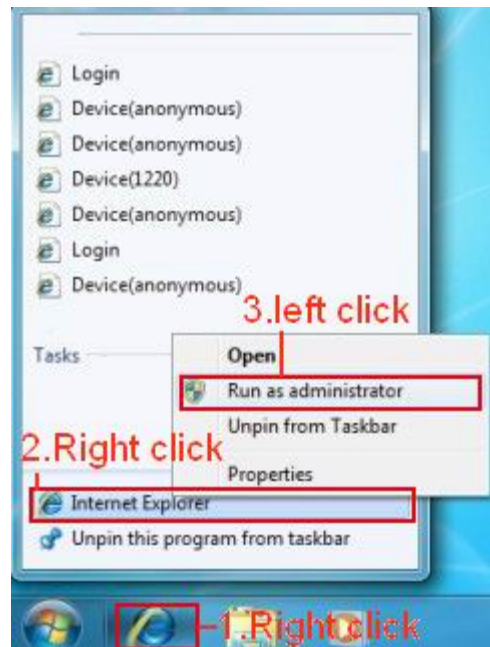 Login
Device(anonymous)
Device(anonymous)
Device(1220)
Device(anonymous)
Login
Device(anonymous)
3.left click
Tasks
Open
Run as administrator
Unpin from Taskbar
2.Right click
Properties
Internet Explorer
Unpin this program from taskbar
1.Right click